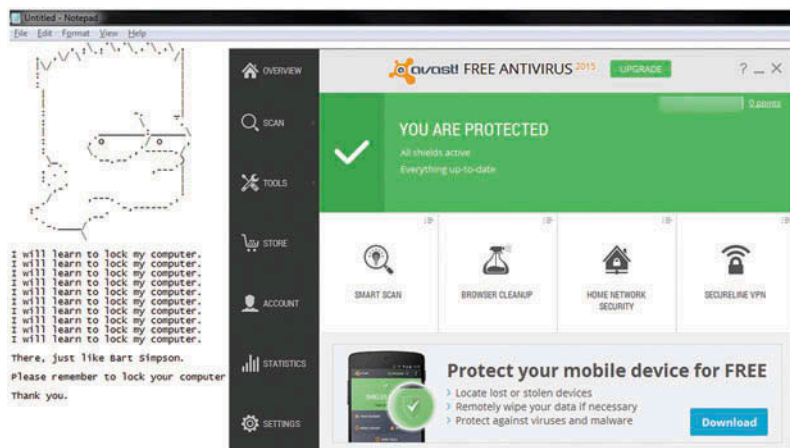 Untitled - Notepad
File Edit Format View Help
I will learn to lock my computer.
I will learn to lock my computer.
I will learn to lock my computer.
I will learn to lock my computer.
I will learn to lock my computer.
I will learn to lock my computer.
I will learn to lock my computer.
I will learn to lock my computer.
I will learn to lock my computer.
I will learn to lock my computer.
There, just like Bart Simpson.
Please remember to lock your computer
Thank you.
OVERVIEW
SCAN
TOOLS
STORE
ACCOUNT
STATISTICS
SETTINGS
avast! FREE ANTIVIRUS 2015 UPGRADE ? _ X
0 points
YOU ARE PROTECTED
All shields active
Everything up-to-date
SMART SCAN
BROWSER CLEANUP
HOME NETWORK
SECURITY
SECURELINE VPN
Protect your mobile device for FREE
> Locate lost or stolen devices
> Remotely wipe your data if necessary
> Protect against viruses and malware
Download